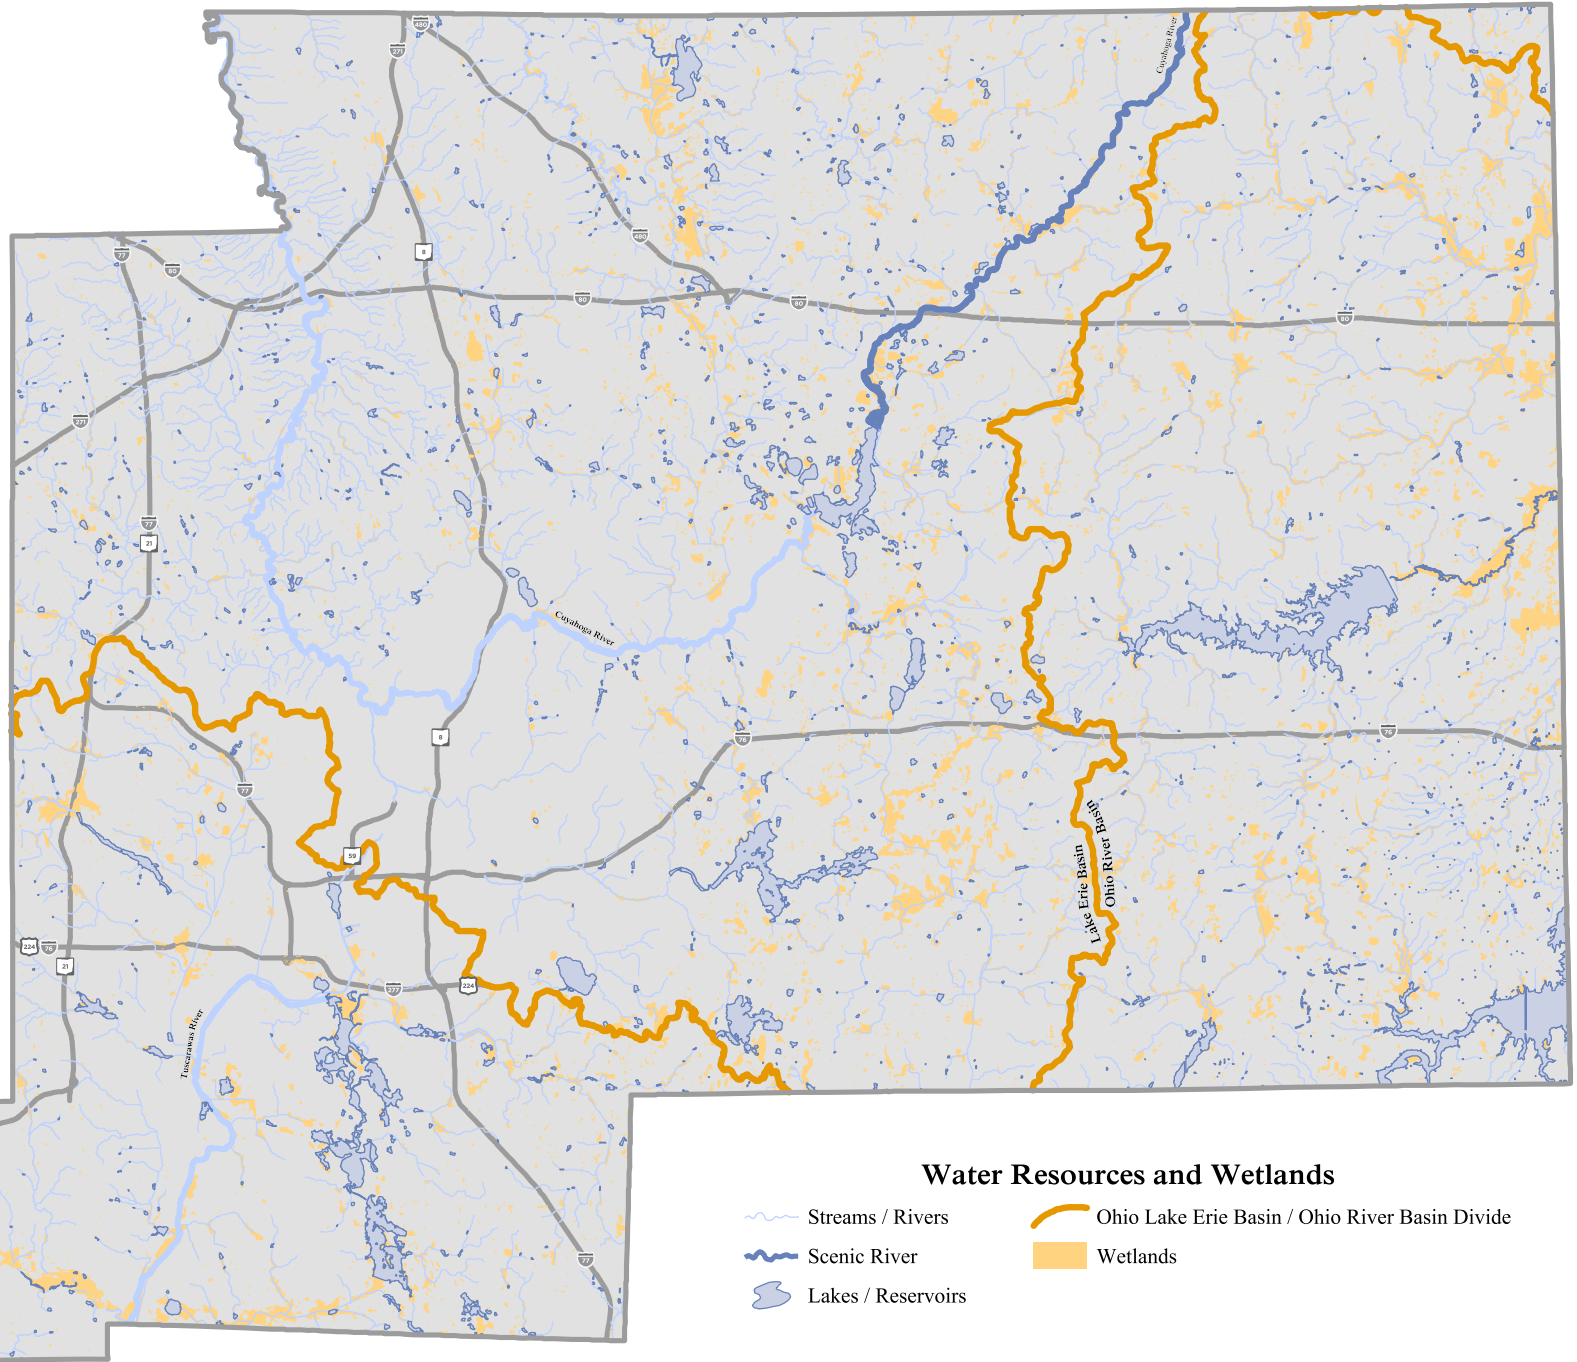 480
271
Cuyahoga River
8
77
80
480
80
80
80
271
77
21
Cuyahoga River
8
76
76
77
59
Lake Erie Basin
Ohio River Basin
224
76
21
277
224
Tuscarawas River
77
Water Resources and Wetlands
Streams / Rivers
Ohio Lake Erie Basin / Ohio River Basin Divide
Scenic River
Wetlands
Lakes / Reservoirs